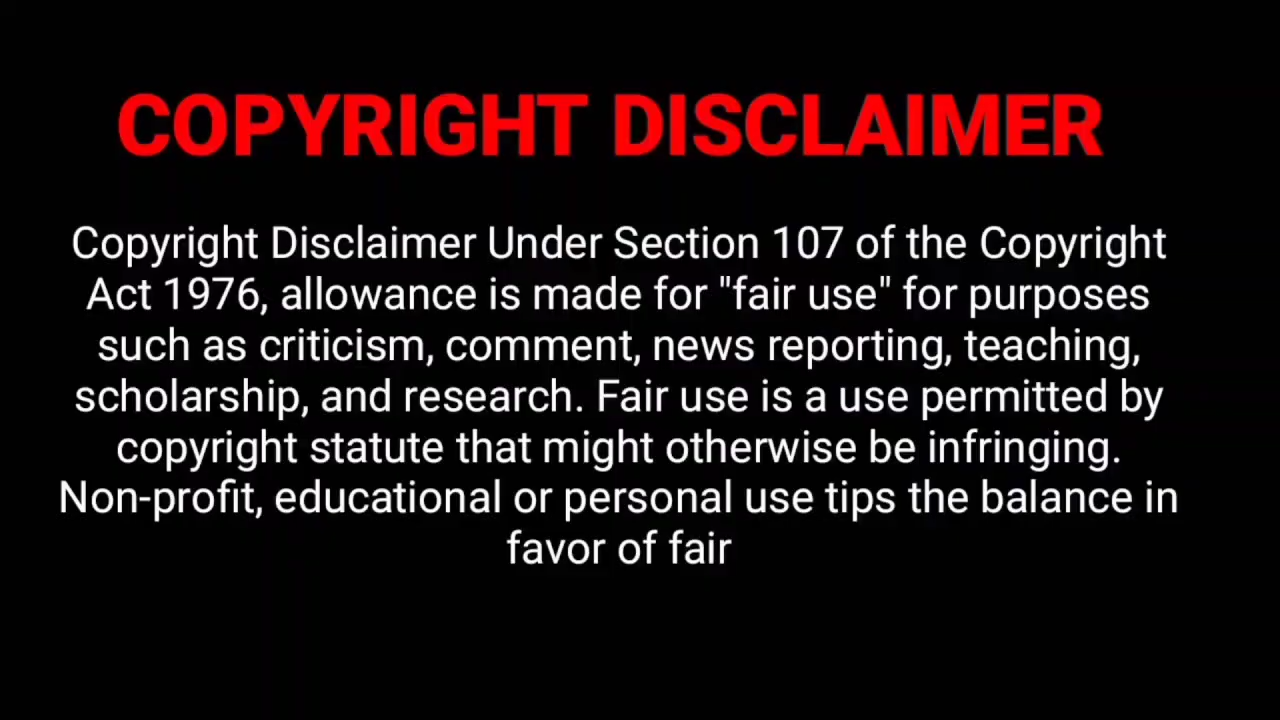 COPYRIGHT DISCLAIMER
Copyright Disclaimer Under Section 107 of the Copyright
Act 1976, allowance is made for "fair use" for purposes
such as criticism, comment, news reporting, teaching,
scholarship, and research. Fair use is a use permitted by
copyright statute that might otherwise be infringing.
Non-profit, educational or personal use tips the balance in
favor of fair